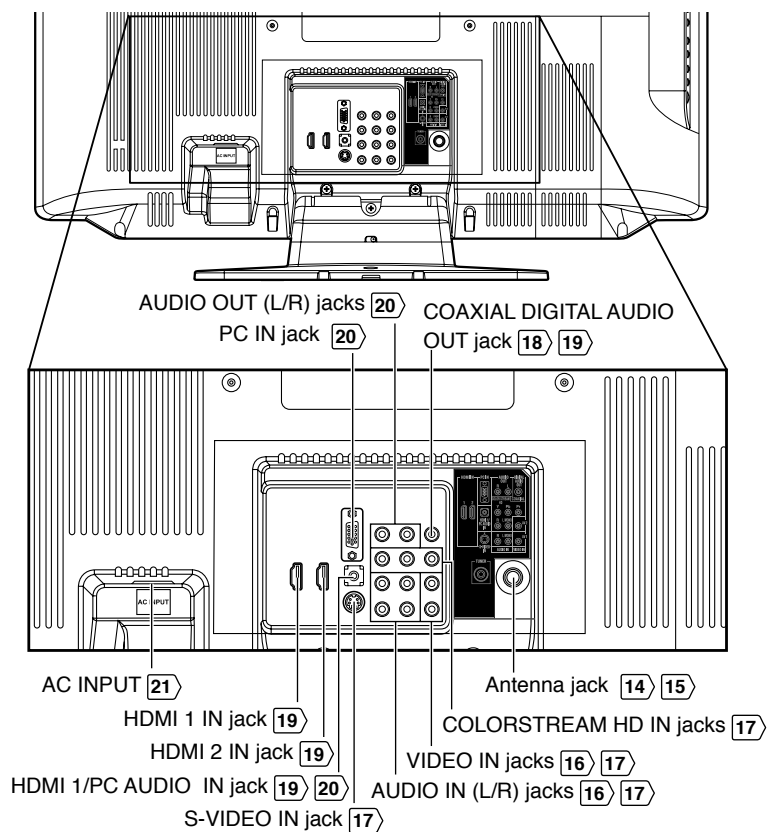 AC INPUT
AUDIO OUT (L/R) jacks 20
COAXIAL DIGITAL AUDIO
OUT jack 18 19
PC IN jack 20
TUNER
AC INPUT
AC INPUT 21
Antenna jack 14 15
HDMI 1 IN jack 19
COLORSTREAM HD IN jacks 17
HDMI 2 IN jack 19
VIDEO IN jacks 16 17
HDMI 1/PC AUDIO IN jack 19 20
AUDIO IN (L/R) jacks 16 17
S-VIDEO IN jack 17